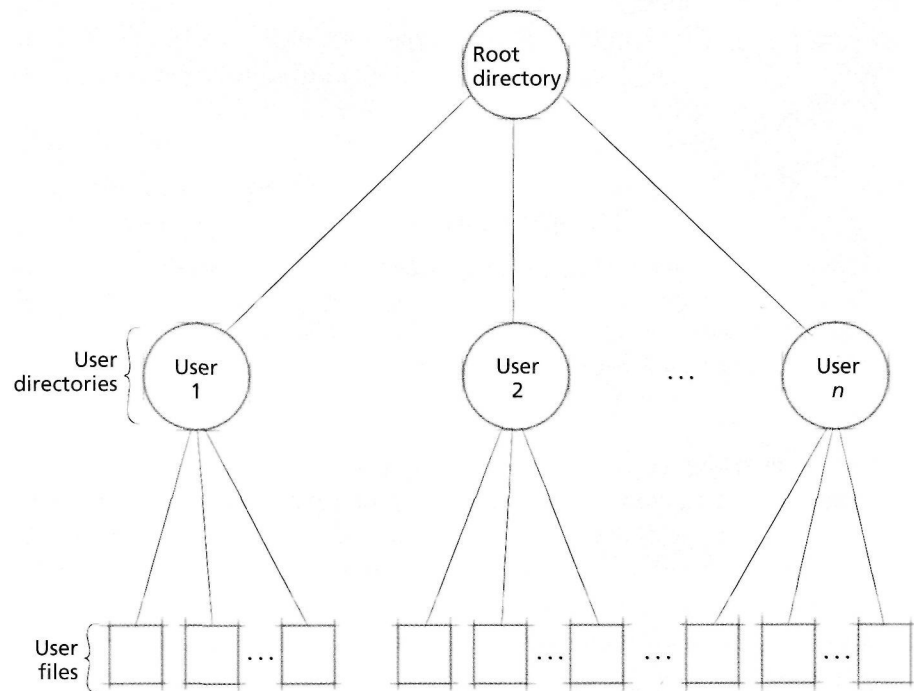 Root
directory
User
directories
User
1
User
2
...
User
n
User
files
...
...
...
...